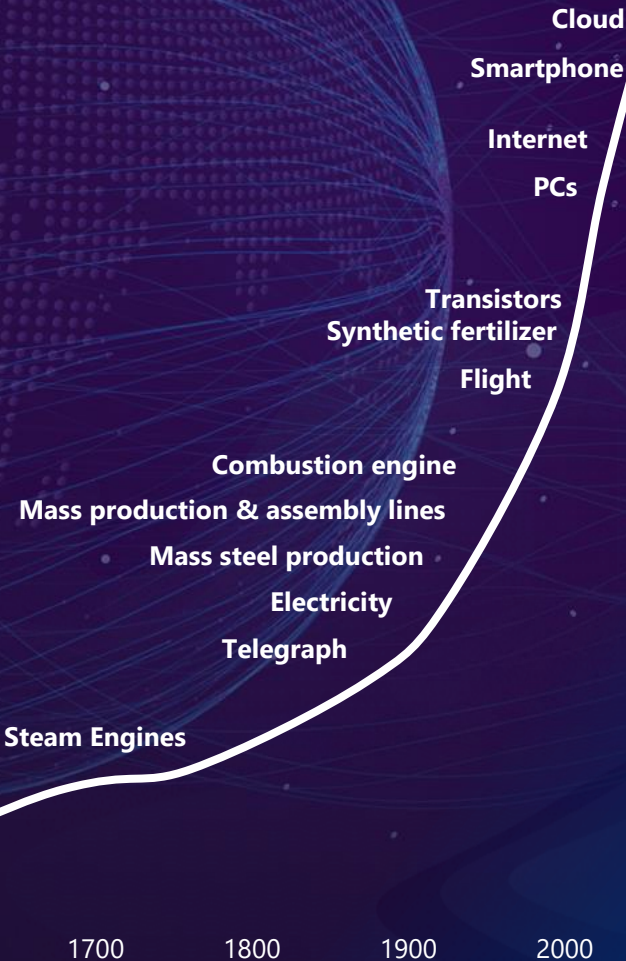 Cloud
Smartphone
Internet
PCs
Transistors
Synthetic fertilizer
Flight
Combustion engine
Mass production & assembly lines
Mass steel production
Electricity
Telegraph
Steam Engines
1700 1800 1900 2000